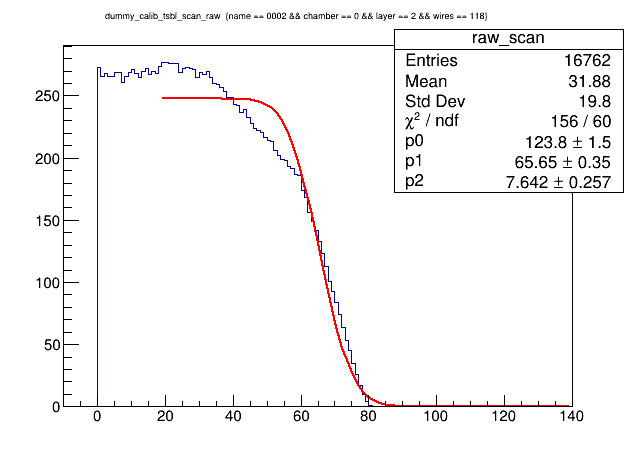 dummy_calib_tsbl_scan_raw (name == 0002 && chamber == 0 && layer == 2 && wires == 118)
raw_scan
Entries 16762
Mean 31.88
Std Dev 19.8
χ² / ndf 156 / 60
p0 123.8 ± 1.5
p1 65.65 ± 0.35
p2 7.642 ± 0.257
250
200
150
100
50
0
0 20 40 60 80 100 120 140